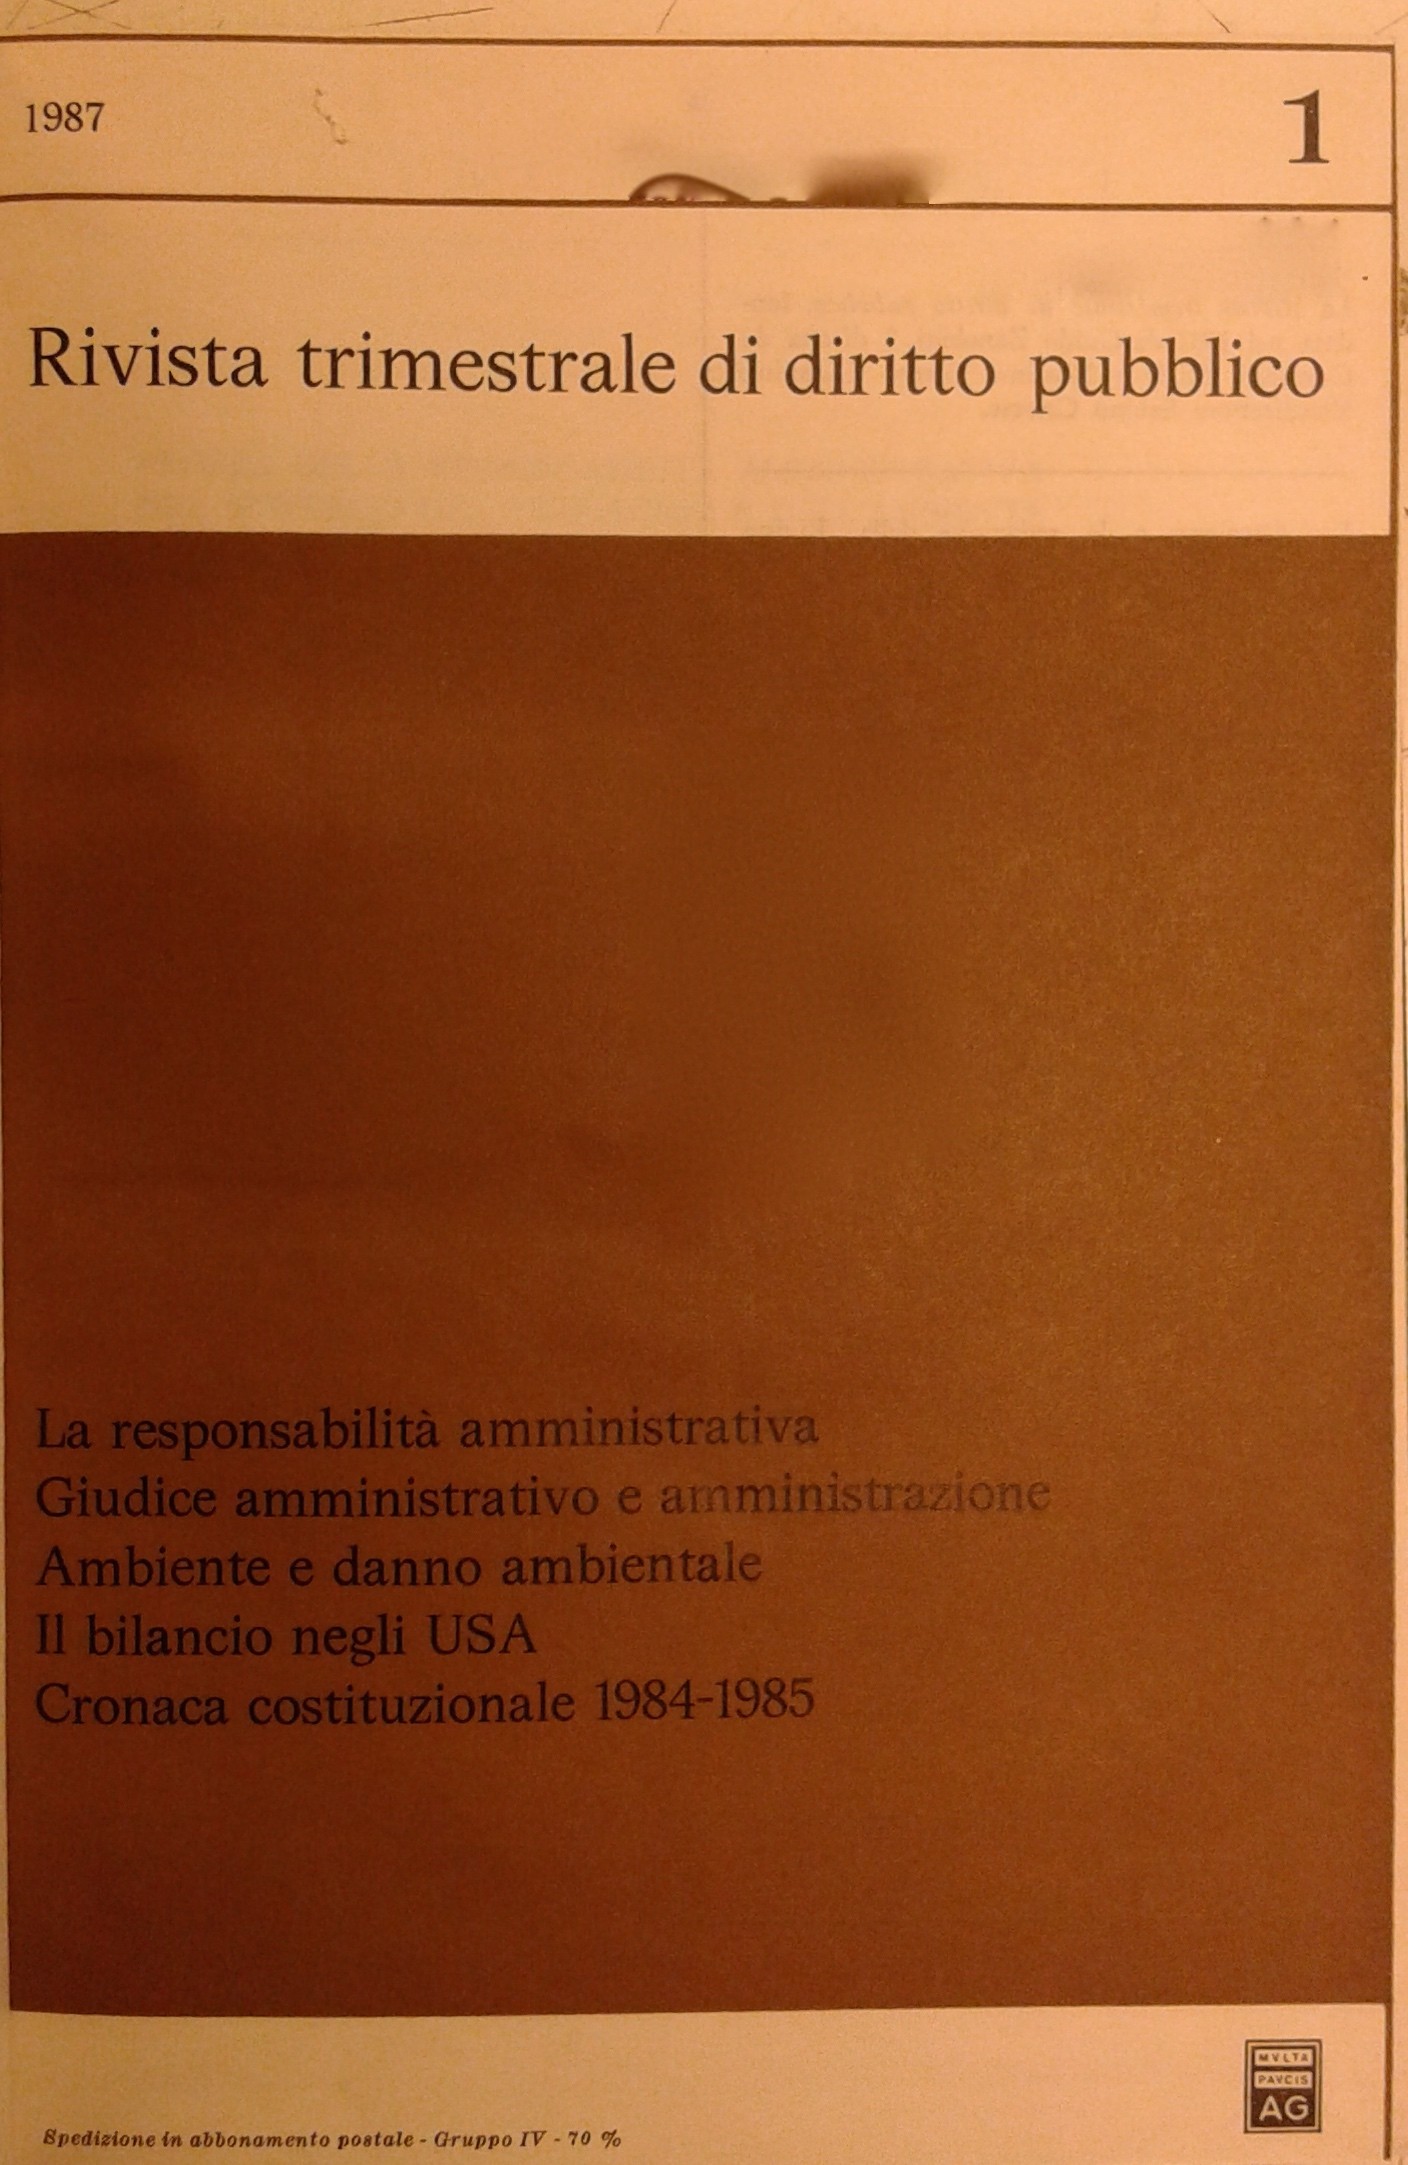 1987
1
Rivista trimestrale di diritto pubblico
La responsabilità amministrativa
Giudice amministrativo e amministrazione
Ambiente e danno ambientale
Il bilancio negli USA
Cronaca costituzionale 1984-1985
MVLTA
PAVCIS
AG
Spedizione in abbonamento postale - Gruppo IV - 70 %